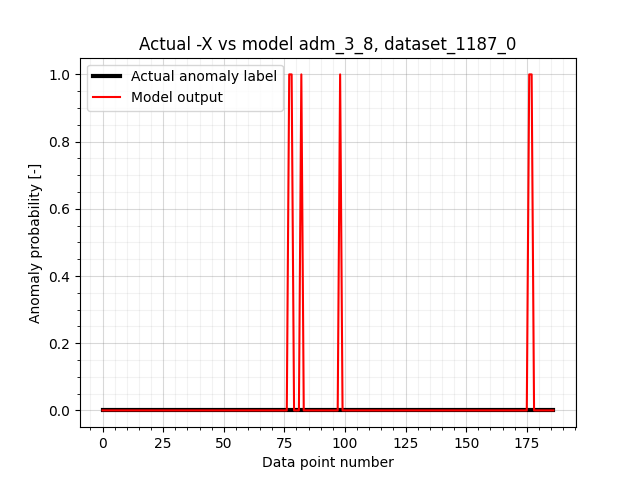 Actual -X vs model adm_3_8, dataset_1187_0
Actual anomaly label
Model output
Anomaly probability [-]
1.0
0.8
0.6
0.4
0.2
0.0
0 25 50 75 100 125 150 175
Data point number